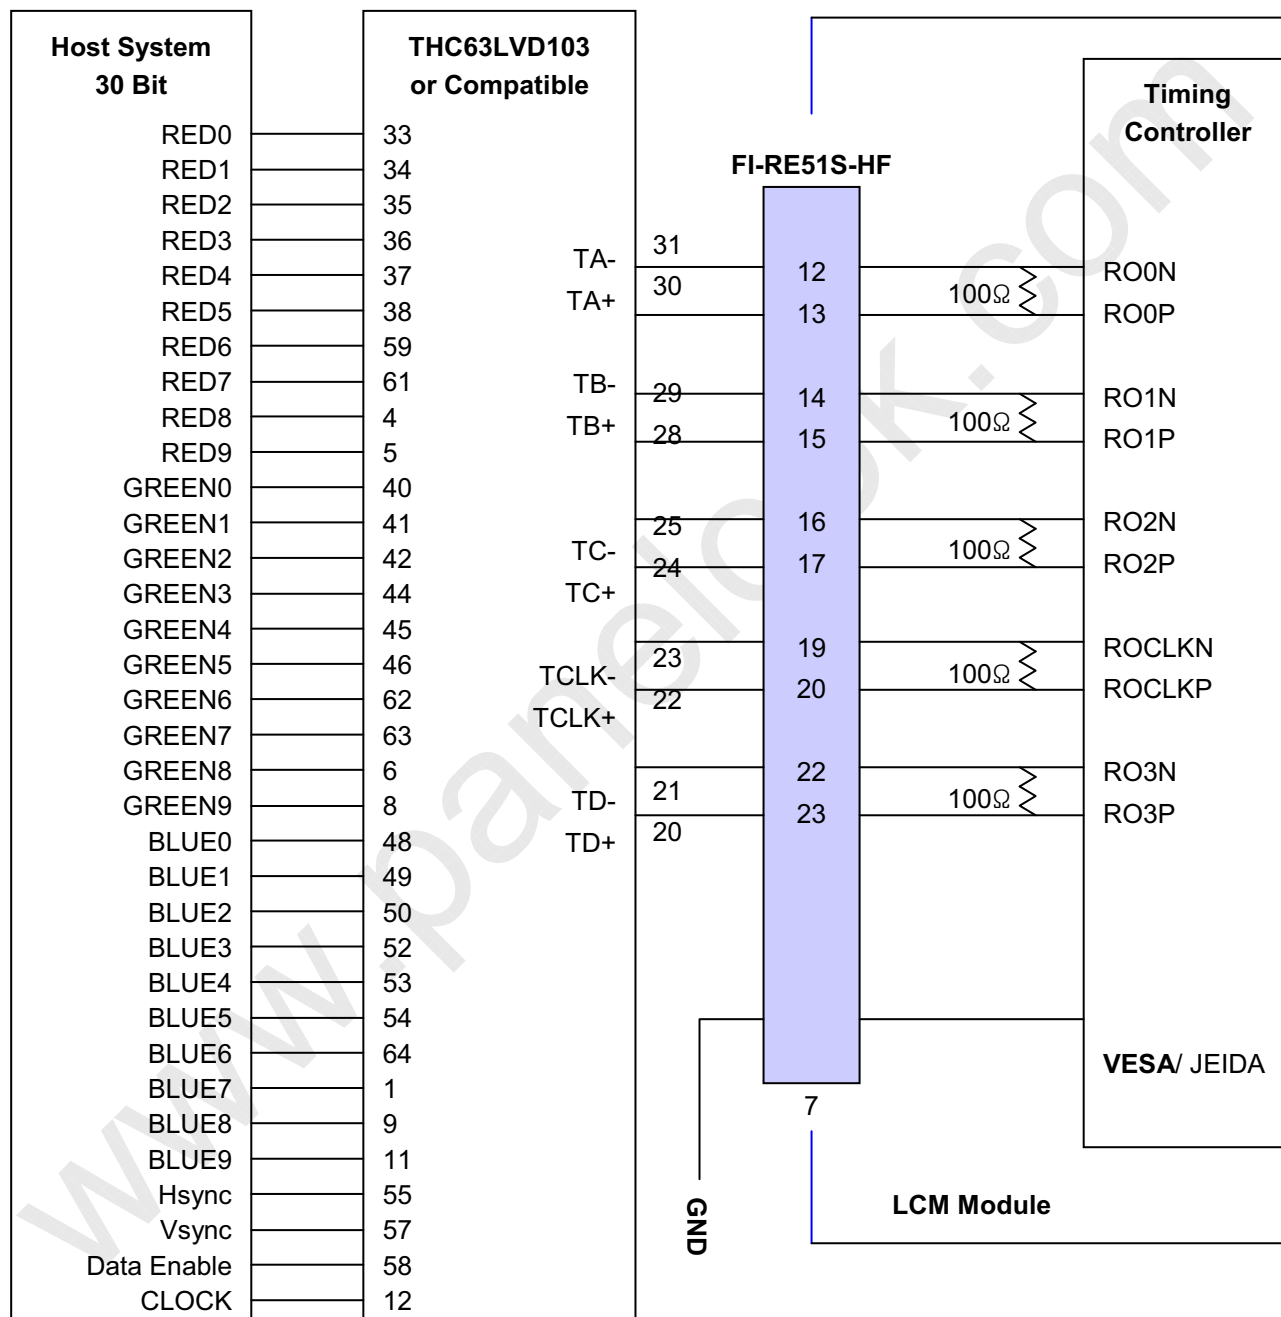 Host System
30 Bit
RED0
RED1
RED2
RED3
RED4
RED5
RED6
RED7
RED8
RED9
GREEN0
GREEN1
GREEN2
GREEN3
GREEN4
GREEN5
GREEN6
GREEN7
GREEN8
GREEN9
BLUE0
BLUE1
BLUE2
BLUE3
BLUE4
BLUE5
BLUE6
BLUE7
BLUE8
BLUE9
Hsync
Vsync
Data Enable
CLOCK
THC63LVD103
or Compatible
33
34
35
36
37
38
59
61
4
5
40
41
42
44
45
46
62
63
6
8
48
49
50
52
53
54
64
1
9
11
55
57
58
12
TA-
TA+
TB-
TB+
TC-
TC+
TCLK-
TCLK+
TD-
TD+
31
30
29
28
25
24
23
22
21
20
FI-RE51S-HF
12
13
14
15
16
17
19
20
22
23
7
GND
100Ω
100Ω
100Ω
100Ω
100Ω
Timing
Controller
RO0N
RO0P
RO1N
RO1P
RO2N
RO2P
ROCLKN
ROCLKP
RO3N
RO3P
VESA/ JEIDA
LCM Module
www.panelook.com